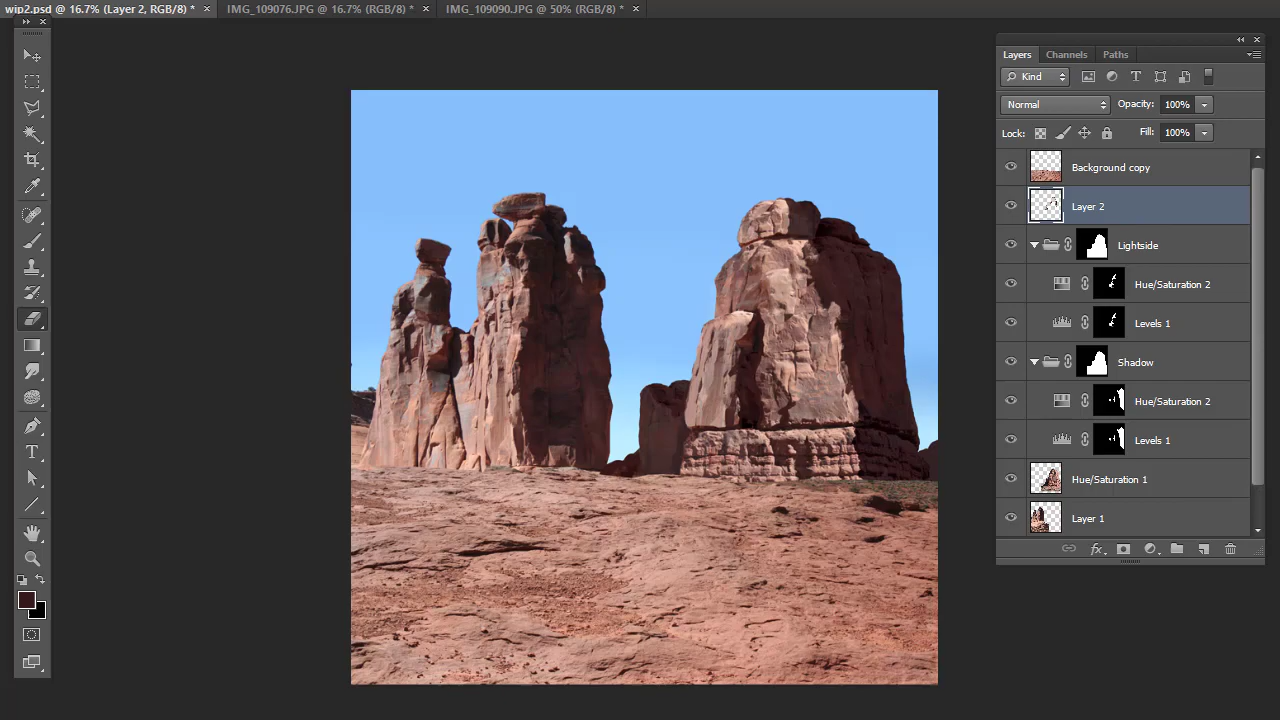 wip2.psd @ 16.7% (Layer 2, RGB/8) * × IMG_109076.JPG @ 16.7% (RGB/8) * × IMG_109090.JPG @ 50% (RGB/8) * ×
Layers Channels Paths
Kind T
Normal Opacity: 100%
Lock: Fill: 100%
Background copy
Layer 2
Lightside
Hue/Saturation 2
Levels 1
Shadow
Hue/Saturation 2
Levels 1
Hue/Saturation 1
Layer 1
fx
T